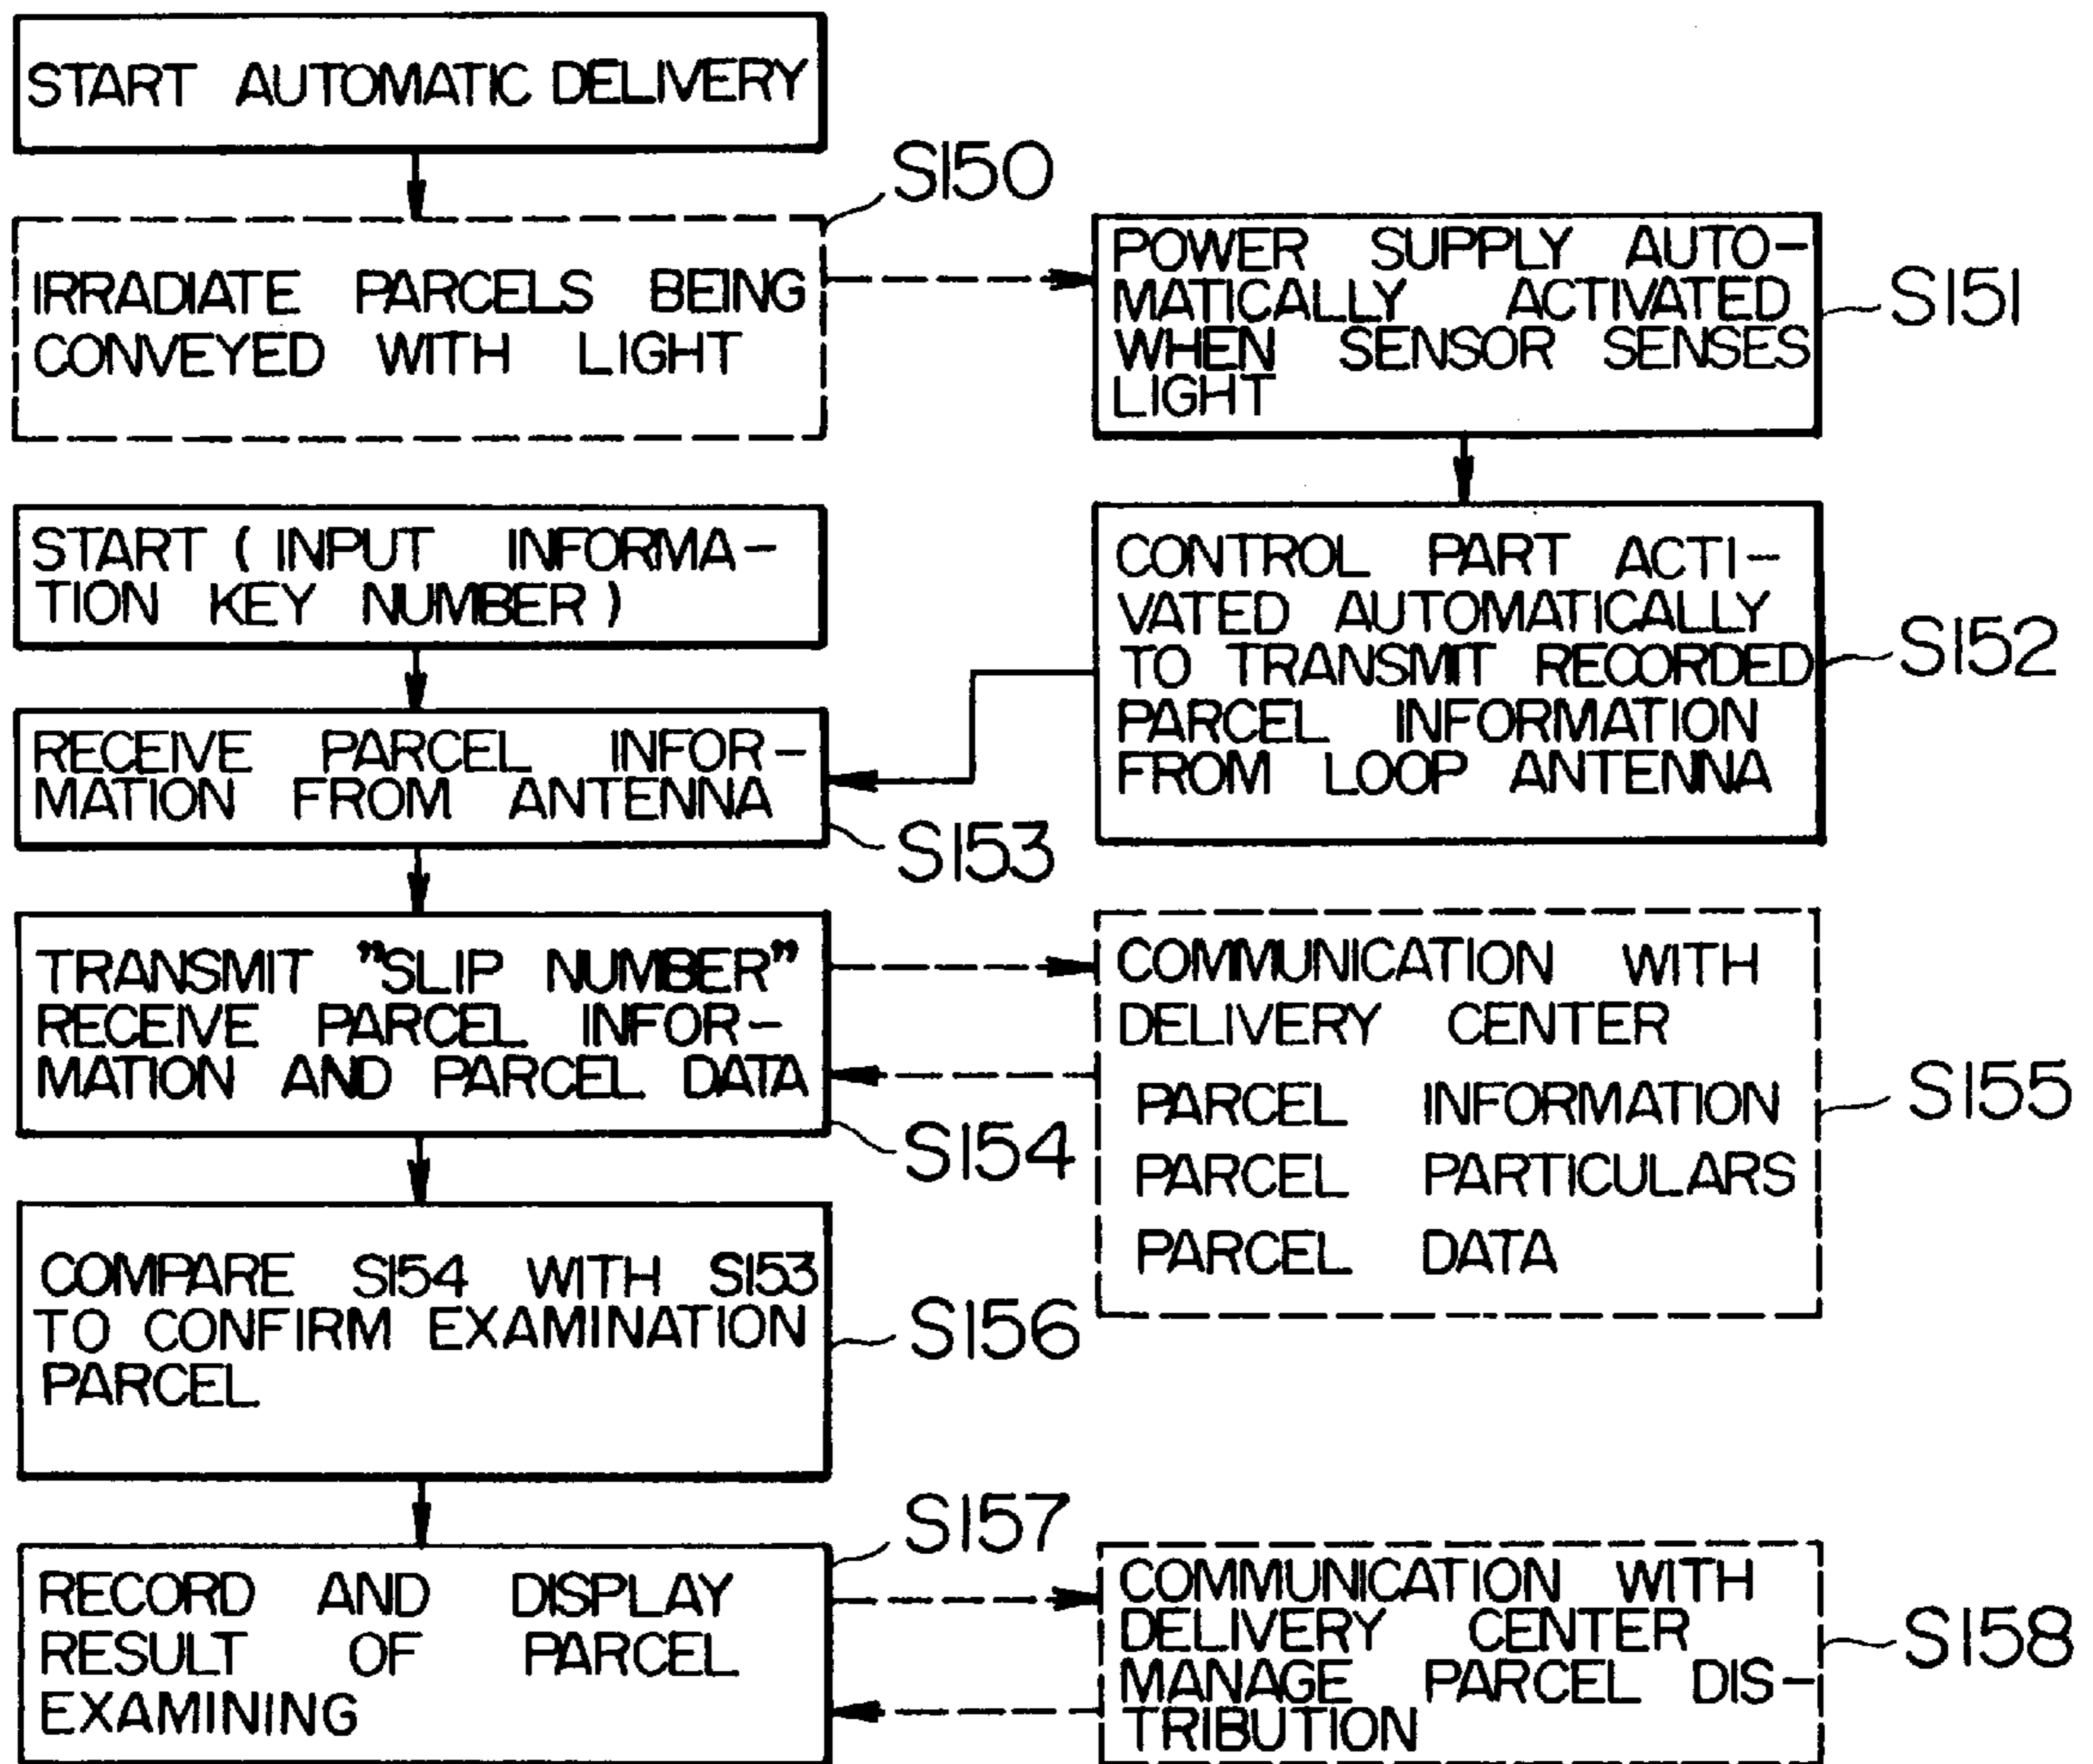 START AUTOMATIC DELIVERY
S150
IRRADIATE PARCELS BEING
CONVEYED WITH LIGHT
POWER SUPPLY AUTO-
MATICALLY ACTIVATED
WHEN SENSOR SENSES
LIGHT
S151
START (INPUT INFORMA-
TION KEY NUMBER)
CONTROL PART ACTI-
VATED AUTOMATICALLY
TO TRANSMIT RECORDED
PARCEL INFORMATION
FROM LOOP ANTENNA
S152
RECEIVE PARCEL INFOR-
MATION FROM ANTENNA
S153
TRANSMIT "SLIP NUMBER"
RECEIVE PARCEL INFOR-
MATION AND PARCEL DATA
S154
COMMUNICATION WITH
DELIVERY CENTER
PARCEL INFORMATION
PARCEL PARTICULARS
PARCEL DATA
S155
COMPARE S154 WITH S153
TO CONFIRM EXAMINATION
PARCEL
S156
RECORD AND DISPLAY
RESULT OF PARCEL
EXAMINING
S157
COMMUNICATION WITH
DELIVERY CENTER
MANAGE PARCEL DIS-
TRIBUTION
S158